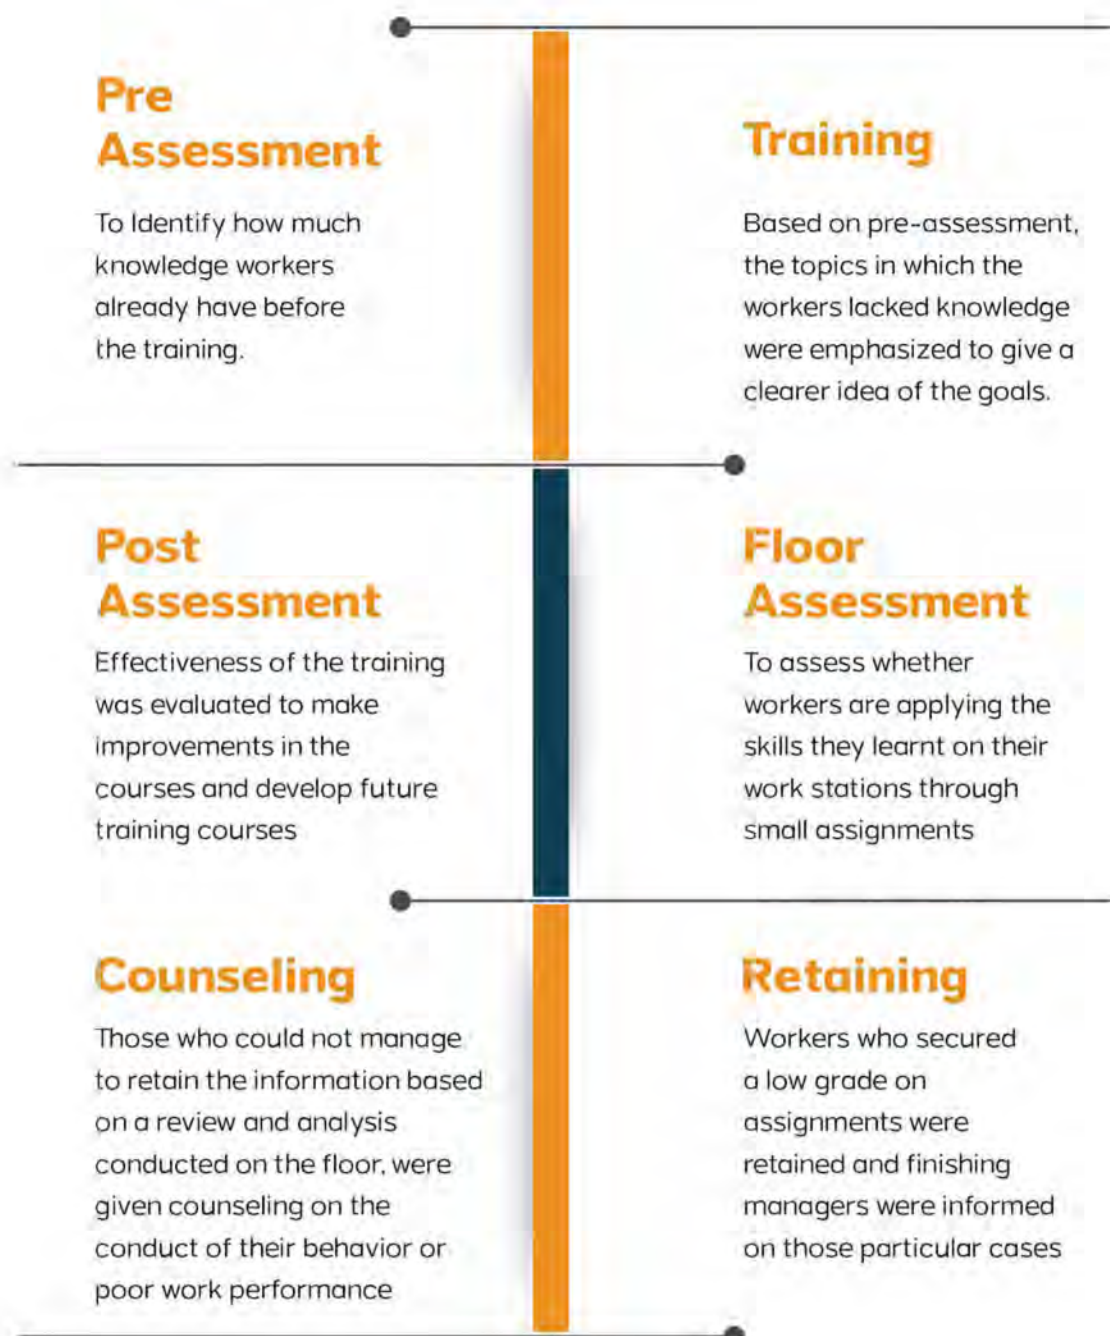 Pre
Assessment
To Identify how much
knowledge workers
already have before
the training.
Training
Based on pre-assessment,
the topics in which the
workers lacked knowledge
were emphasized to give a
clearer idea of the goals.
Post
Assessment
Effectiveness of the training
was evaluated to make
improvements in the
courses and develop future
training courses
Floor
Assessment
To assess whether
workers are applying the
skills they learnt on their
work stations through
small assignments
Counseling
Those who could not manage
to retain the information based
on a review and analysis
conducted on the floor, were
given counseling on the
conduct of their behavior or
poor work performance
Retaining
Workers who secured
a low grade on
assignments were
retained and finishing
managers were informed
on those particular cases